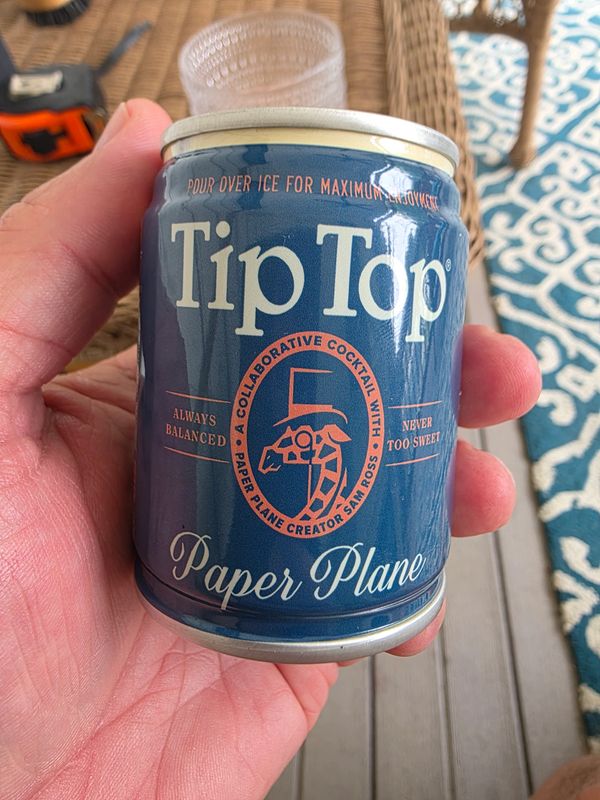 POUR OVER ICE FOR MAXIMUM ENJOYMENT
Tip Top®
• A COLLABORATIVE COCKTAIL WITH •
PAPER PLANE CREATOR SAM ROSS
ALWAYS
BALANCED
NEVER
TOO SWEET
Paper Plane